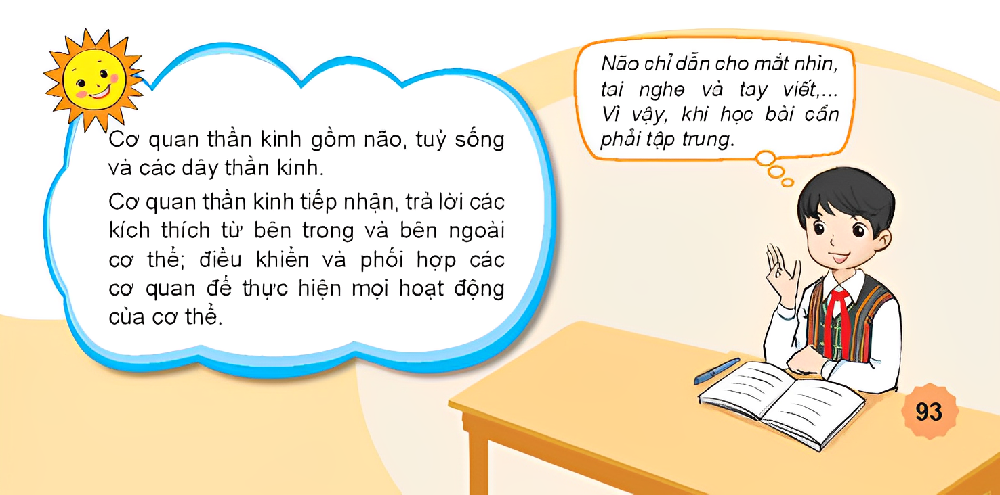 Cơ quan thần kinh gồm não, tuỷ sống
và các dây thần kinh.
Cơ quan thần kinh tiếp nhận, trả lời các
kích thích từ bên trong và bên ngoài
cơ thể; điều khiển và phối hợp các
cơ quan để thực hiện mọi hoạt động
của cơ thể.
Não chỉ dẫn cho mắt nhìn,
tai nghe và tay viết,...
Vì vậy, khi học bài cần
phải tập trung.
93